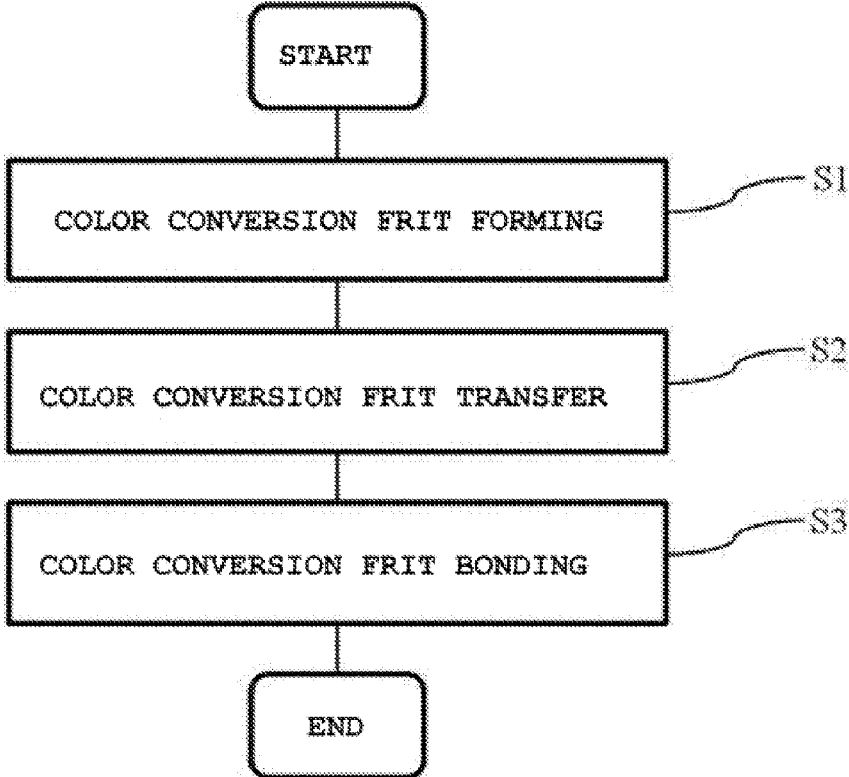 START
COLOR CONVERSION FRIT FORMING
S1
COLOR CONVERSION FRIT TRANSFER
S2
COLOR CONVERSION FRIT BONDING
S3
END